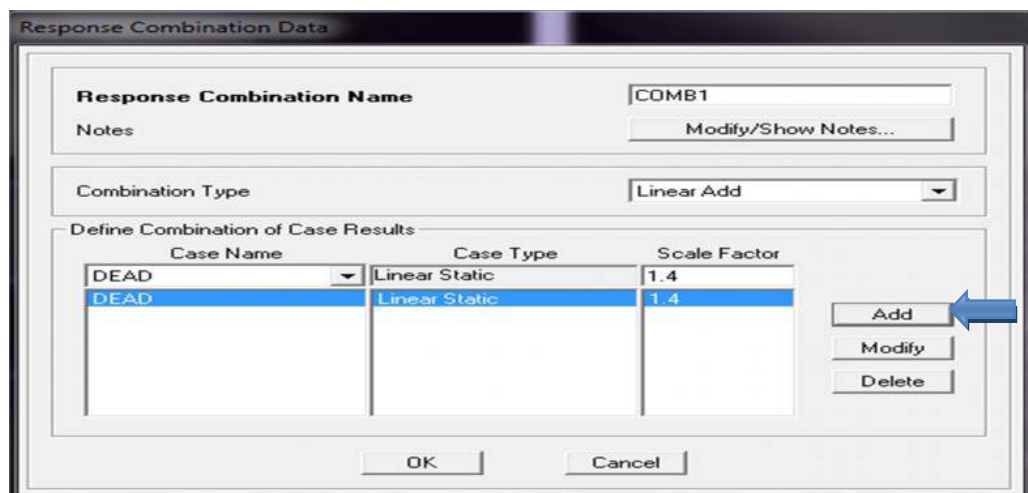 Response Combination Data
Response Combination Name COMB1
Notes Modify/Show Notes...
Combination Type Linear Add
Define Combination of Case Results
Case Name Case Type Scale Factor
DEAD Linear Static 1.4
DEAD Linear Static 1.4
Add
Modify
Delete
OK Cancel